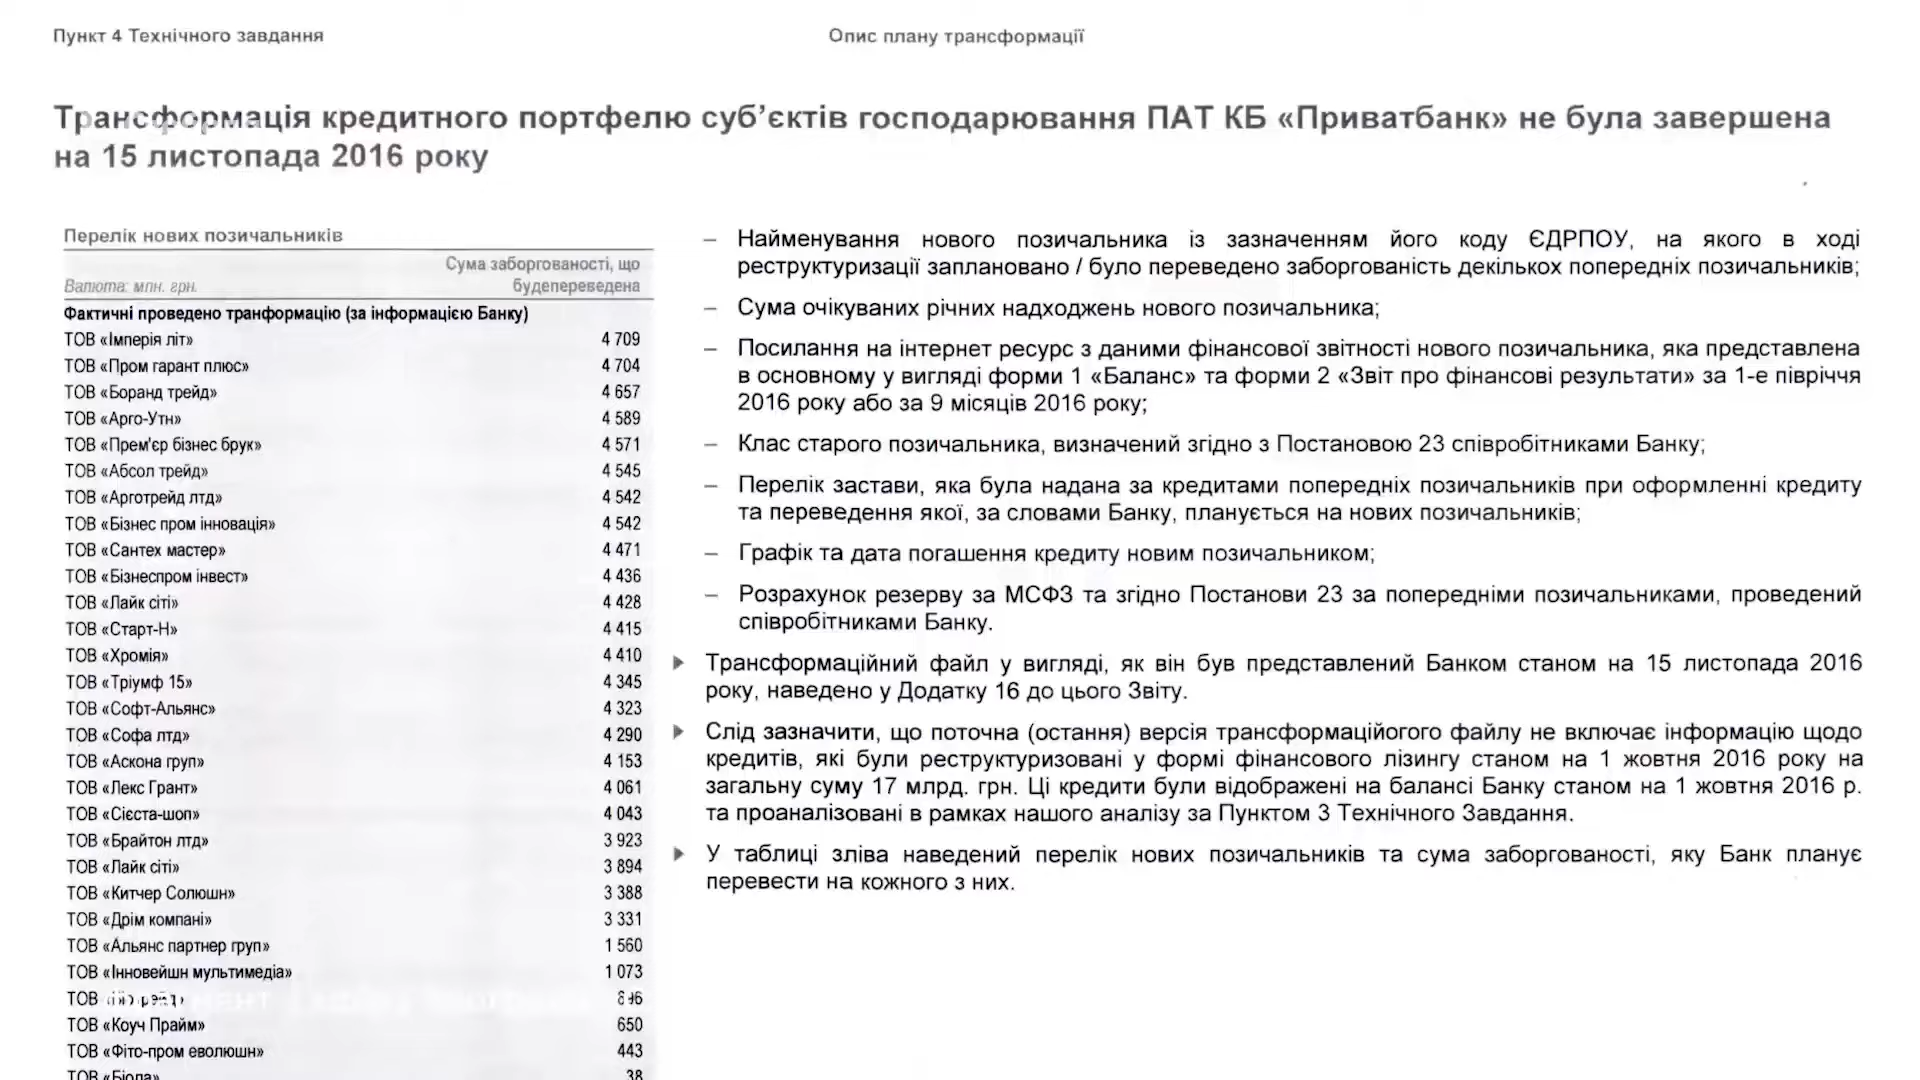 Пункт 4 Технічного завдання
Опис плану трансформації
Трансформація кредитного портфелю суб’єктів господарювання ПАТ КБ «Приватбанк» не була завершена
на 15 листопада 2016 року
Перелік нових позичальників
Сума заборгованості, що
Валюта: млн. грн. будепереведена
Фактичні проведено транформацію (за інформацією Банку)
ТОВ «Імперія літ» 4 709
ТОВ «Пром гарант плюс» 4 704
ТОВ «Боранд трейд» 4 657
ТОВ «Арго-Утн» 4 589
ТОВ «Прем'єр бізнес брук» 4 571
ТОВ «Абсол трейд» 4 545
ТОВ «Арготрейд лтд» 4 542
ТОВ «Бізнес пром інновація» 4 542
ТОВ «Сантех мастер» 4 471
ТОВ «Бізнеспром інвест» 4 436
ТОВ «Лайк сіті» 4 428
ТОВ «Старт-Н» 4 415
ТОВ «Хромія» 4 410
ТОВ «Тріумф 15» 4 345
ТОВ «Софт-Альянс» 4 323
ТОВ «Софа лтд» 4 290
ТОВ «Аскона груп» 4 153
ТОВ «Лекс Грант» 4 061
ТОВ «Сієста-шоп» 4 043
ТОВ «Брайтон лтд» 3 923
ТОВ «Лайк сіті» 3 894
ТОВ «Китчер Солюшн» 3 388
ТОВ «Дрім компані» 3 331
ТОВ «Альянс партнер груп» 1 560
ТОВ «Інновейшн мультимедіа» 1 073
ТОВ
ТОВ «Коуч Прайм» 650
ТОВ «Фіто-пром еволюшн» 443
ТОВ «Біола» 38
– Найменування нового позичальника із зазначенням його коду ЄДРПОУ, на якого в ході
реструктуризації заплановано / було переведено заборгованість декількох попередніх позичальників;
– Сума очікуваних річних надходжень нового позичальника;
– Посилання на інтернет ресурс з даними фінансової звітності нового позичальника, яка представлена
в основному у вигляді форми 1 «Баланс» та форми 2 «Звіт про фінансові результати» за 1-е півріччя
2016 року або за 9 місяців 2016 року;
– Клас старого позичальника, визначений згідно з Постановою 23 співробітниками Банку;
– Перелік застави, яка була надана за кредитами попередніх позичальників при оформленні кредиту
та переведення якої, за словами Банку, планується на нових позичальників;
– Графік та дата погашення кредиту новим позичальником;
– Розрахунок резерву за МСФЗ та згідно Постанови 23 за попередніми позичальниками, проведений
співробітниками Банку.
Трансформаційний файл у вигляді, як він був представлений Банком станом на 15 листопада 2016
року, наведено у Додатку 16 до цього Звіту.
Слід зазначити, що поточна (остання) версія трансформаційогого файлу не включає інформацію щодо
кредитів, які були реструктуризовані у формі фінансового лізингу станом на 1 жовтня 2016 року на
загальну суму 17 млрд. грн. Ці кредити були відображені на балансі Банку станом на 1 жовтня 2016 р.
та проаналізовані в рамках нашого аналізу за Пунктом 3 Технічного Завдання.
У таблиці зліва наведений перелік нових позичальників та сума заборгованості, яку Банк планує
перевести на кожного з них.